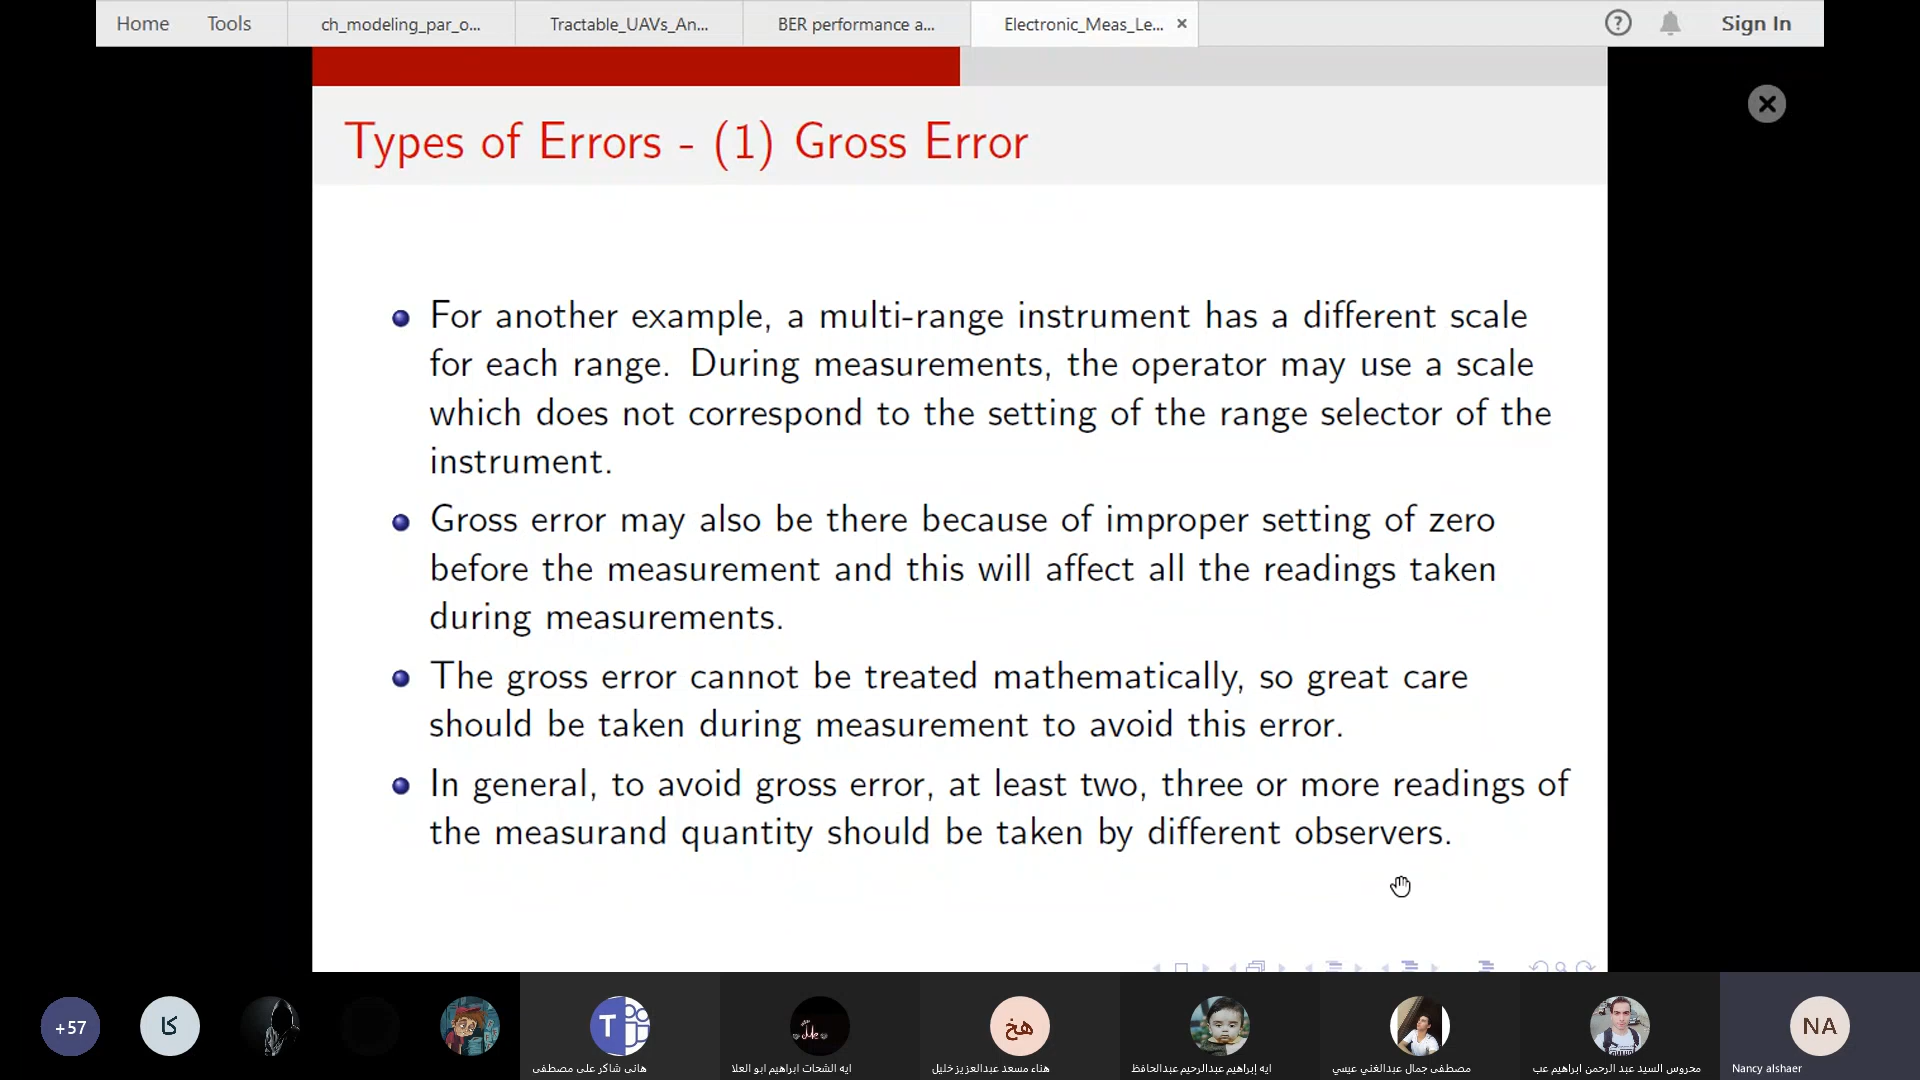 Home Tools ch_modeling_par_o... Tractable_UAVs_An... BER performance a... Electronic_Meas_Le... Sign In
Types of Errors - (1) Gross Error
For another example, a multi-range instrument has a different scale
for each range. During measurements, the operator may use a scale
which does not correspond to the setting of the range selector of the
instrument.
Gross error may also be there because of improper setting of zero
before the measurement and this will affect all the readings taken
during measurements.
The gross error cannot be treated mathematically, so great care
should be taken during measurement to avoid this error.
In general, to avoid gross error, at least two, three or more readings of
the measurand quantity should be taken by different observers.
+57 كا T هخ NA
هانى شاكر على مصطفى
ايه الشحات ابراهيم ابو العلا
هناء مسعد عبدالعزيز خليل
ايه إبراهيم عبدالرحيم عبدالحافظ
مصطفى جمال عبدالغني عيسي
محروس السيد عبد الرحمن ابراهيم عب
Nancy alshaer